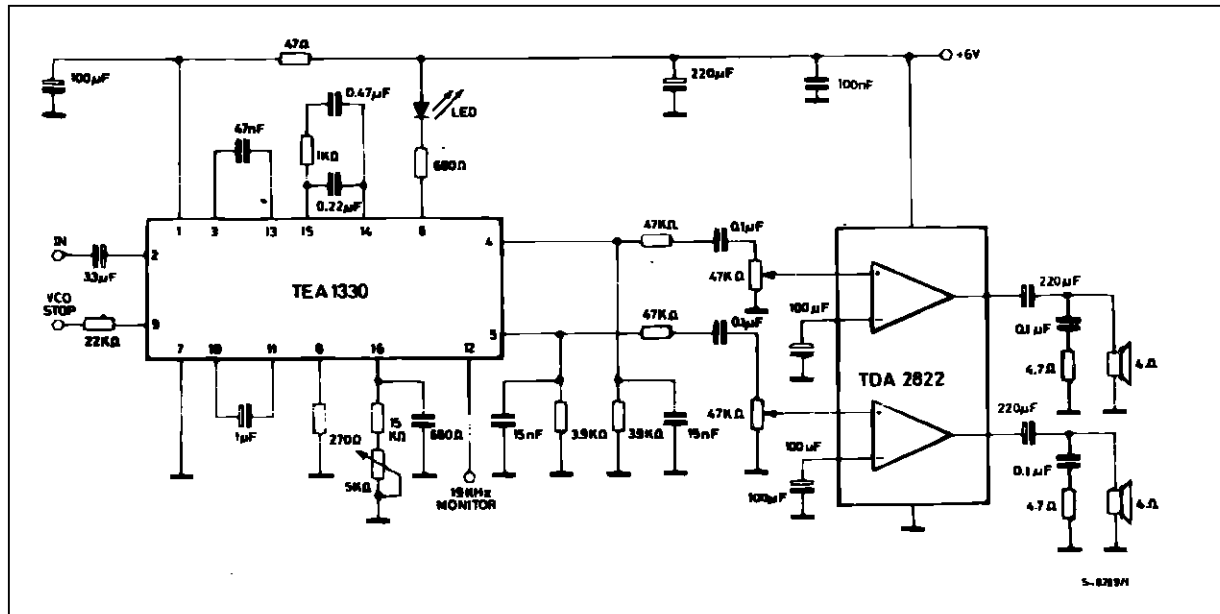 47Ω
+6V
100µF
220µF
100nF
0.47µF
LED
47nF
1KΩ
680Ω
0.22µF
1
3
13
15
14
6
47KΩ
0.1µF
IN
2
4
33µF
TEA1330
47KΩ
VCO
STOP
47KΩ
0.1µF
100µF
220µF
9
5
22KΩ
0.1µF
7
10
11
8
16
12
4.7Ω
4Ω
TDA 2822
47KΩ
220µF
1µF
270Ω
15
KΩ
680Ω
15nF
3.9KΩ
3.9KΩ
15nF
100µF
5KΩ
0.1µF
19KHz
MONITOR
100µF
4.7Ω
4Ω